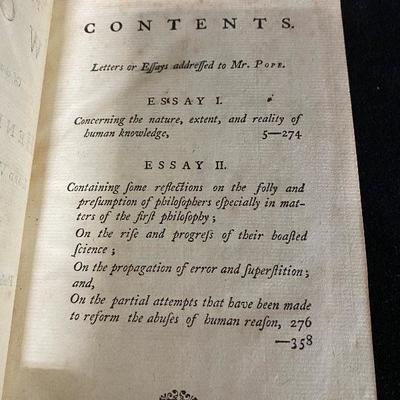 CONTENTS.
Letters or Eſſays addreſſed to Mr. POPE.
ESSAY I.
Concerning the nature, extent, and reality of
human knowledge, 5—274
ESSAY II.
Containing ſome reflections on the folly and
preſumption of philoſophers eſpecially in mat-
ters of the firſt philoſophy;
On the riſe and progreſs of their boaſted
ſcience;
On the propagation of error and ſuperſtition;
and,
On the partial attempts that have been made
to reform the abuſes of human reaſon, 276
—358